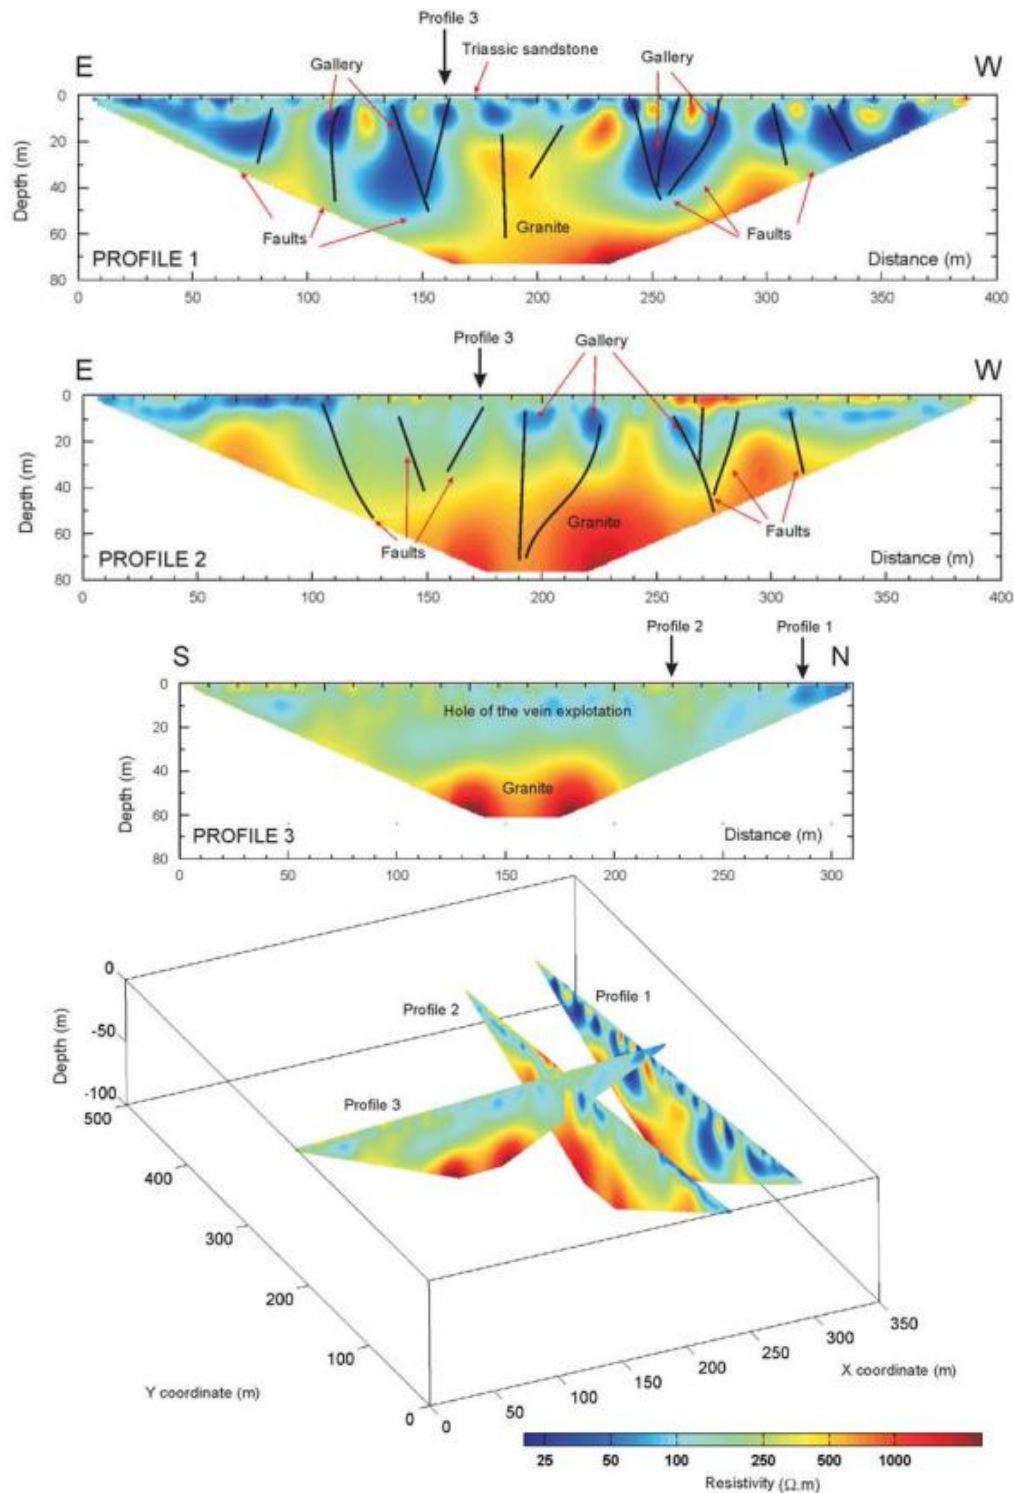 Profile 3
E
Gallery
Triassic sandstone
Gallery
W
0
20
40
60
80
Depth (m)
Faults
Granite
Faults
PROFILE 1
Distance (m)
0 50 100 150 200 250 300 350 400
E
Profile 3
Gallery
W
0
20
40
60
80
Depth (m)
Granite
Faults
Faults
PROFILE 2
Distance (m)
0 50 100 150 200 250 300 350 400
Profile 2
Profile 1
S
N
0
20
40
60
80
Depth (m)
Hole of the vein explotation
Granite
PROFILE 3
Distance (m)
0 50 100 150 200 250 300
0
-50
-100
Depth (m)
Profile 1
Profile 2
Profile 3
500
400
300
200
100
0
Y coordinate (m)
0
50
100
150
200
250
300
350
X coordinate (m)
25 50 100 250 500 1000
Resistivity (Ω.m)